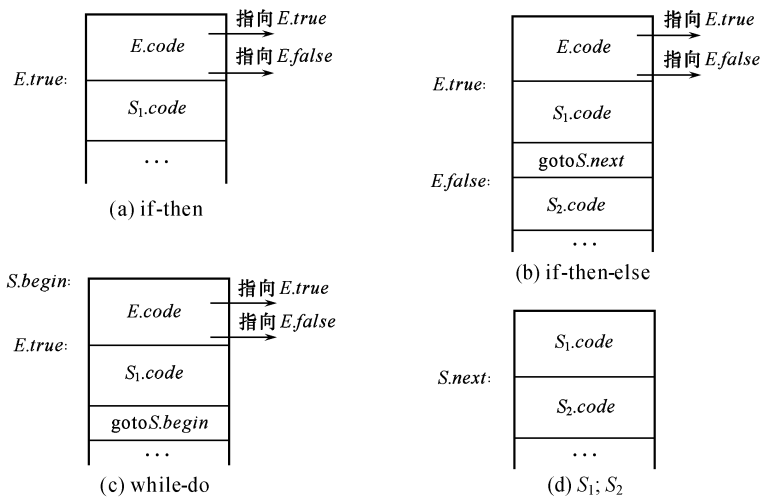 指向E.true
E.code
指向E.false
E.true:
S₁.code
...
(a) if-then
指向E.true
E.code
指向E.false
E.true:
S₁.code
gotoS.next
E.false:
S₂.code
...
(b) if-then-else
S.begin:
指向E.true
E.code
指向E.false
E.true:
S₁.code
gotoS.begin
...
(c) while-do
S₁.code
S.next:
S₂.code
...
(d) S₁; S₂